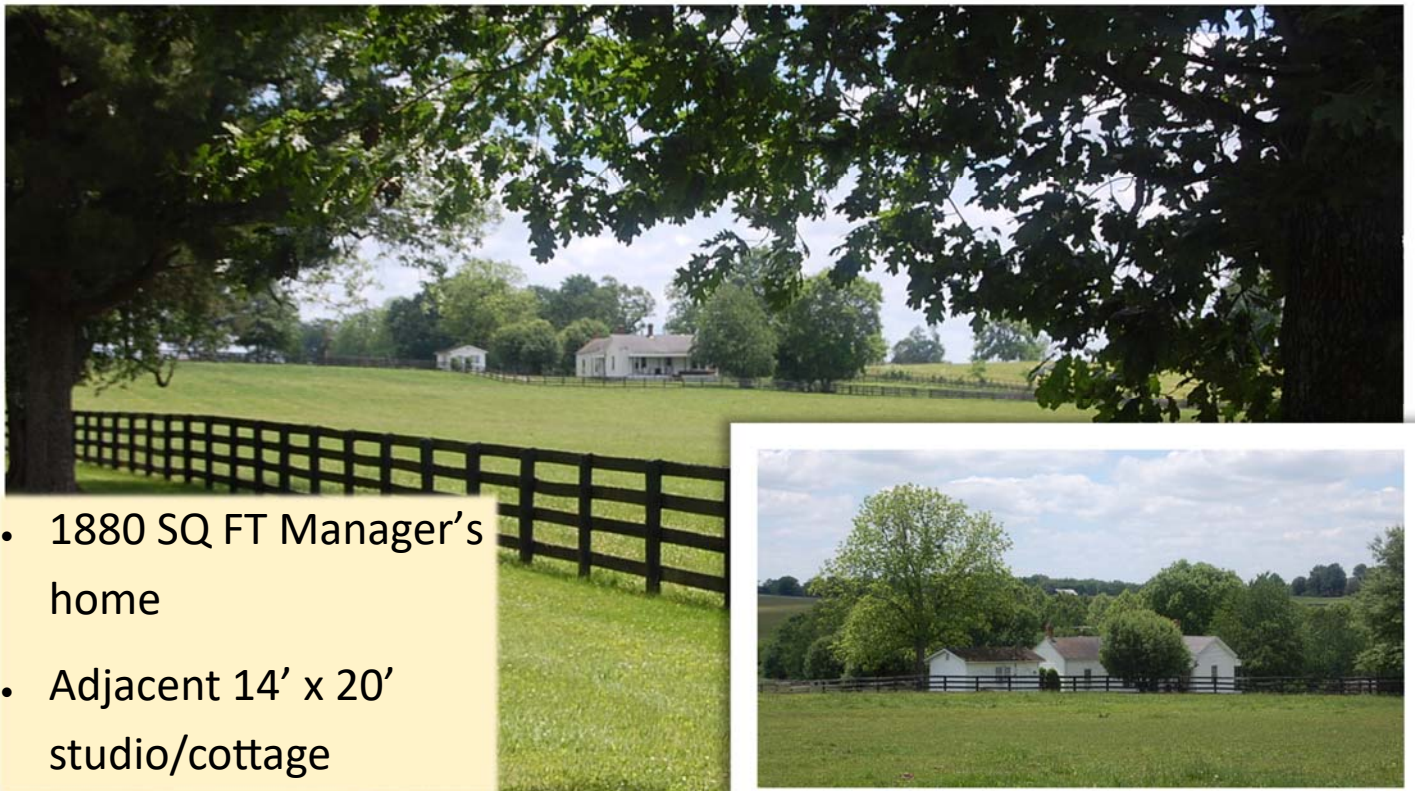 • 1880 SQ FT Manager’s
home
• Adjacent 14’ x 20’
studio/cottage